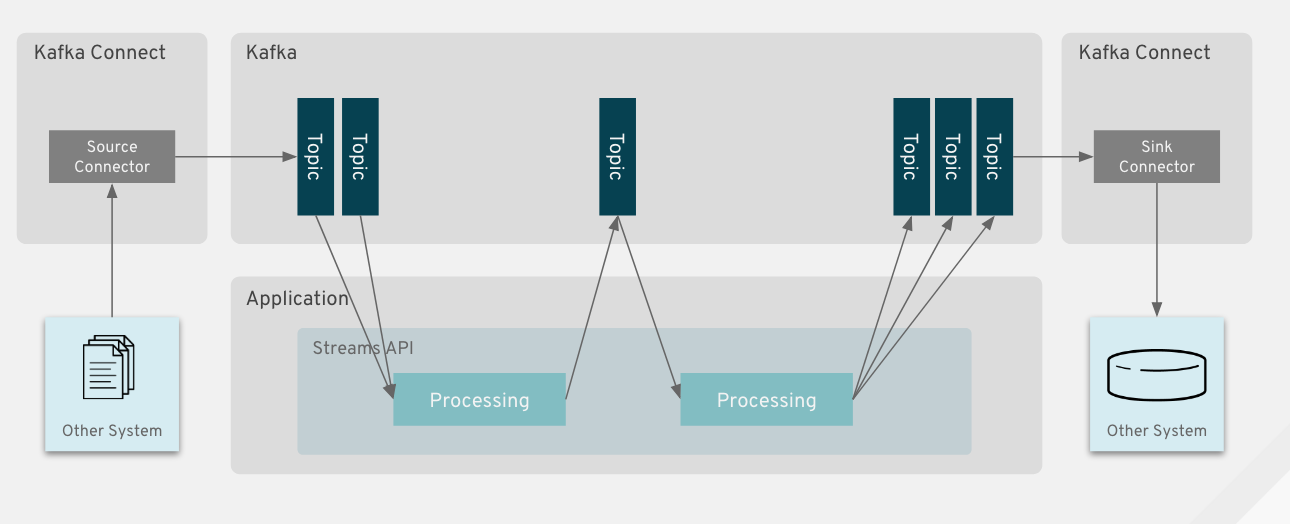 Kafka Connect
Source
Connector
Other System
Kafka
Topic
Topic
Topic
Topic
Topic
Topic
Application
Streams API
Processing
Processing
Kafka Connect
Sink
Connector
Other System